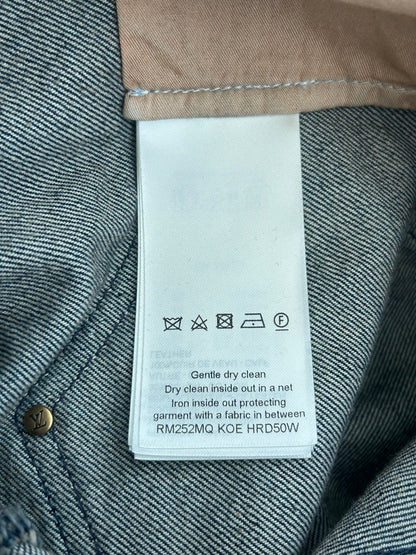 F
Gentle dry clean
Dry clean inside out in a net
Iron inside out protecting
garment with a fabric in between
RM252MQ KOE HRD50W
LV